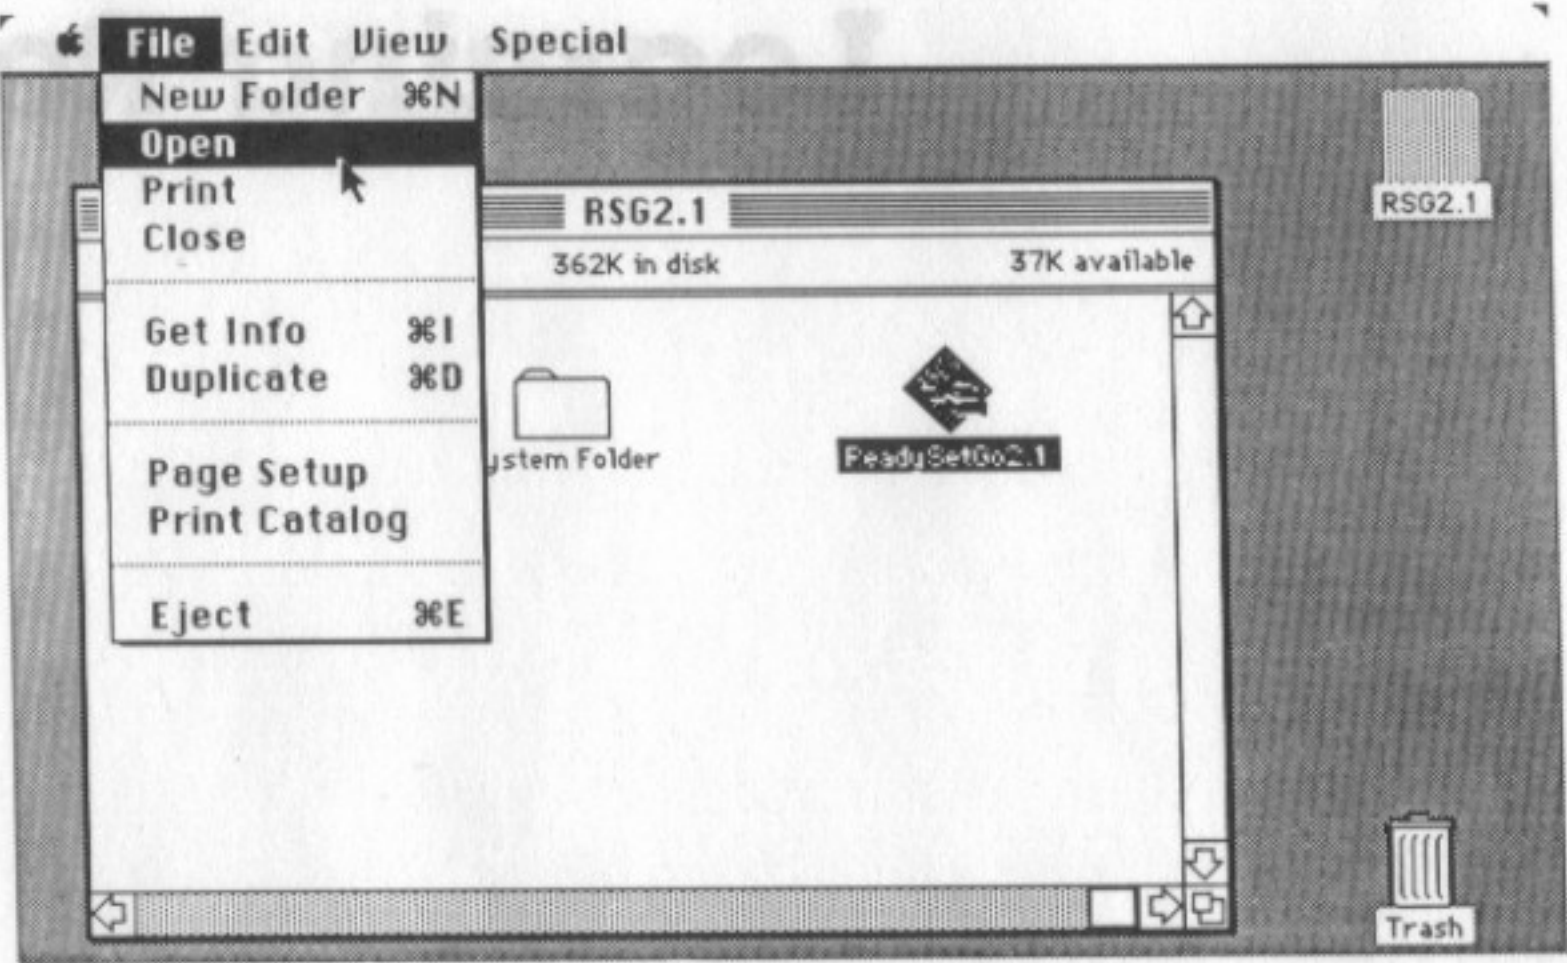 File Edit View Special
New Folder ⌘N
Open
Print
Close
Get Info ⌘I
Duplicate ⌘D
Page Setup
Print Catalog
Eject ⌘E
RSG2.1
362K in disk 37K available
ystem Folder
ReadySetGo2.1
RSG2.1
Trash